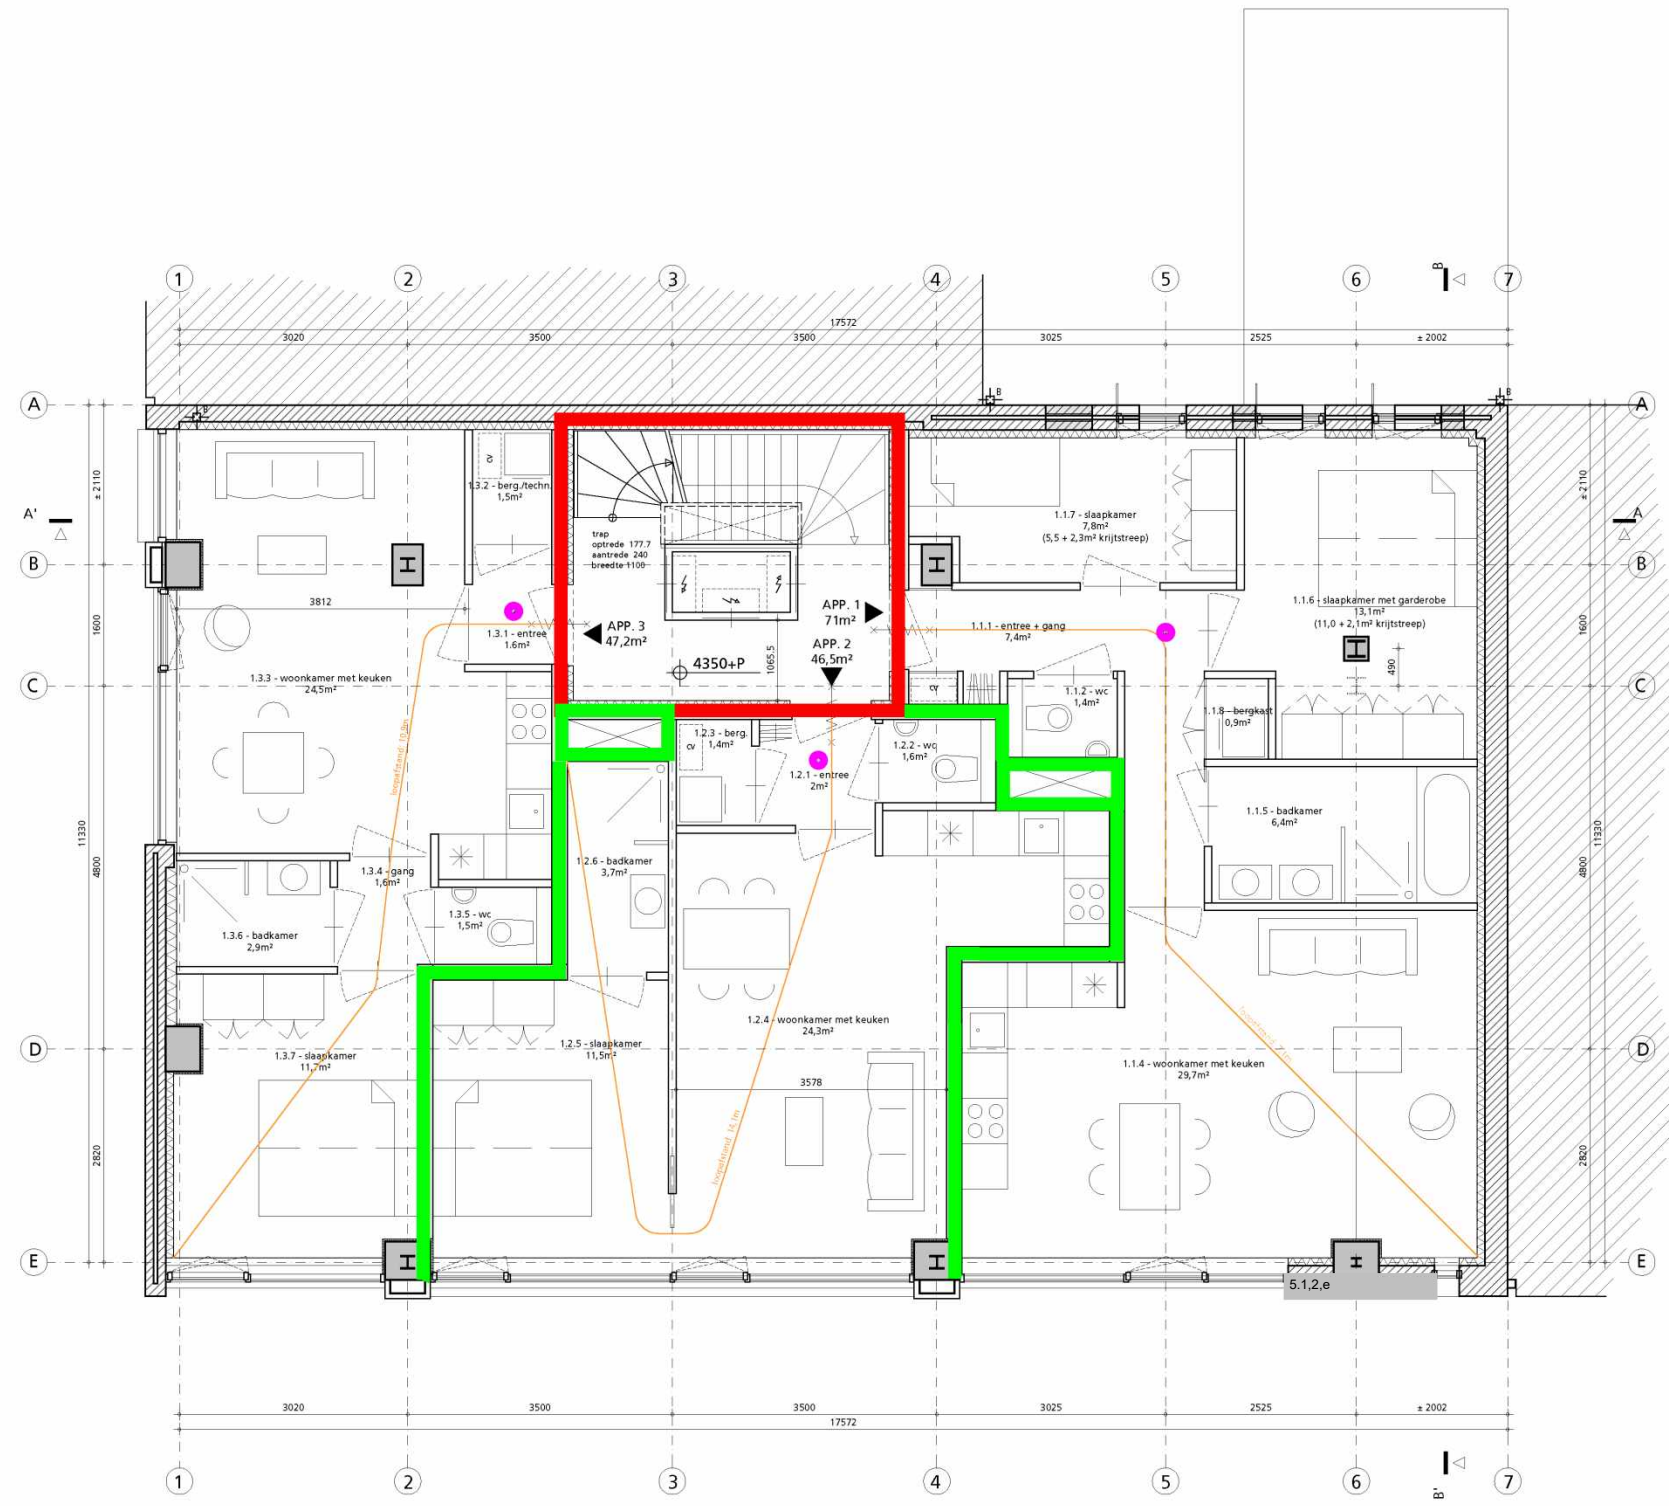 B
1
2
3
4
5
6
7
17572
3020
3500
3500
3025
2525
± 2002
A
B
B
B
A
± 2110
± 2110
cv
1.3.2 - berg./techn.
1,5m²
A'
A
1.1.7 - slaapkamer
7,8m²
(5,5 + 2,3m² krijtstreep)
trap
optrede 177.7
aantrede 240
breedte 1100
B
B
3812
APP. 3
47,2m²
APP. 1
71m²
APP. 2
46,5m²
1.3.1 - entree
1.6m²
1.1.1 - entree + gang
7,4m²
1.1.6 - slaapkamer met garderobe
13,1m²
(11,0 + 2,1m² krijtstreep)
1600
1600
4350+P
1065.5
490
C
C
1.3.3 - woonkamer met keuken
24,5m²
cv
1.1.2 - wc
1,4m²
1.1.8 - bergkast
0,9m²
loopafstand: 10,9m
1.2.3 - berg.
1,4m²
cv
1.2.2 - wc
1,6m²
1.2.1 - entree
2m²
1.1.5 - badkamer
6,4m²
11330
4800
4800
11330
1.2.6 - badkamer
3,7m²
1.3.4 - gang
1,6m²
1.3.5 - wc
1,5m²
1.3.6 - badkamer
2,9m²
1.2.4 - woonkamer met keuken
24,3m²
D
D
1.3.7 - slaapkamer
11,7m²
1.2.5 - slaapkamer
11,5m²
1.1.4 - woonkamer met keuken
29,7m²
3578
loopafstand: 14,1m
2820
2820
E
E
5.1,2,e
3020
3500
3500
3025
2525
± 2002
17572
1
2
3
4
5
6
7
B'